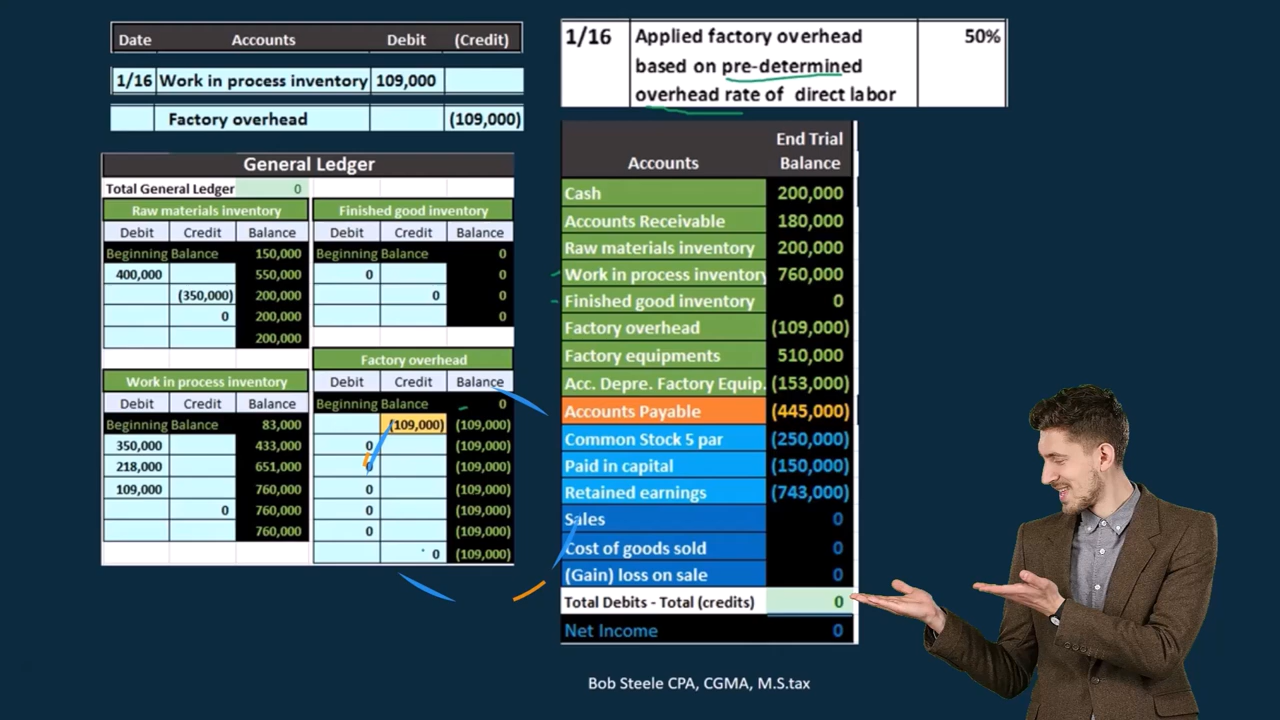 Date Accounts Debit (Credit)
1/16 Work in process inventory 109,000
Factory overhead (109,000)
1/16 Applied factory overhead 50%
based on pre-determined
overhead rate of direct labor
General Ledger
Total General Ledger 0
Raw materials inventory
Debit Credit Balance
Beginning Balance 150,000
400,000 550,000
(350,000) 200,000
0 200,000
200,000
Finished good inventory
Debit Credit Balance
Beginning Balance 0
0 0
0 0
0
Work in process inventory
Debit Credit Balance
Beginning Balance 83,000
350,000 433,000
218,000 651,000
109,000 760,000
0 760,000
760,000
Factory overhead
Debit Credit Balance
Beginning Balance 0
(109,000) (109,000)
0 (109,000)
0 (109,000)
0 (109,000)
0 (109,000)
0 (109,000)
0 (109,000)
End Trial
Accounts Balance
Cash 200,000
Accounts Receivable 180,000
Raw materials inventory 200,000
Work in process inventory 760,000
Finished good inventory 0
Factory overhead (109,000)
Factory equipments 510,000
Acc. Depre. Factory Equip. (153,000)
Accounts Payable (445,000)
Common Stock 5 par (250,000)
Paid in capital (150,000)
Retained earnings (743,000)
Sales 0
Cost of goods sold 0
(Gain) loss on sale 0
Total Debits - Total (credits) 0
Net Income 0
Bob Steele CPA, CGMA, M.S.tax